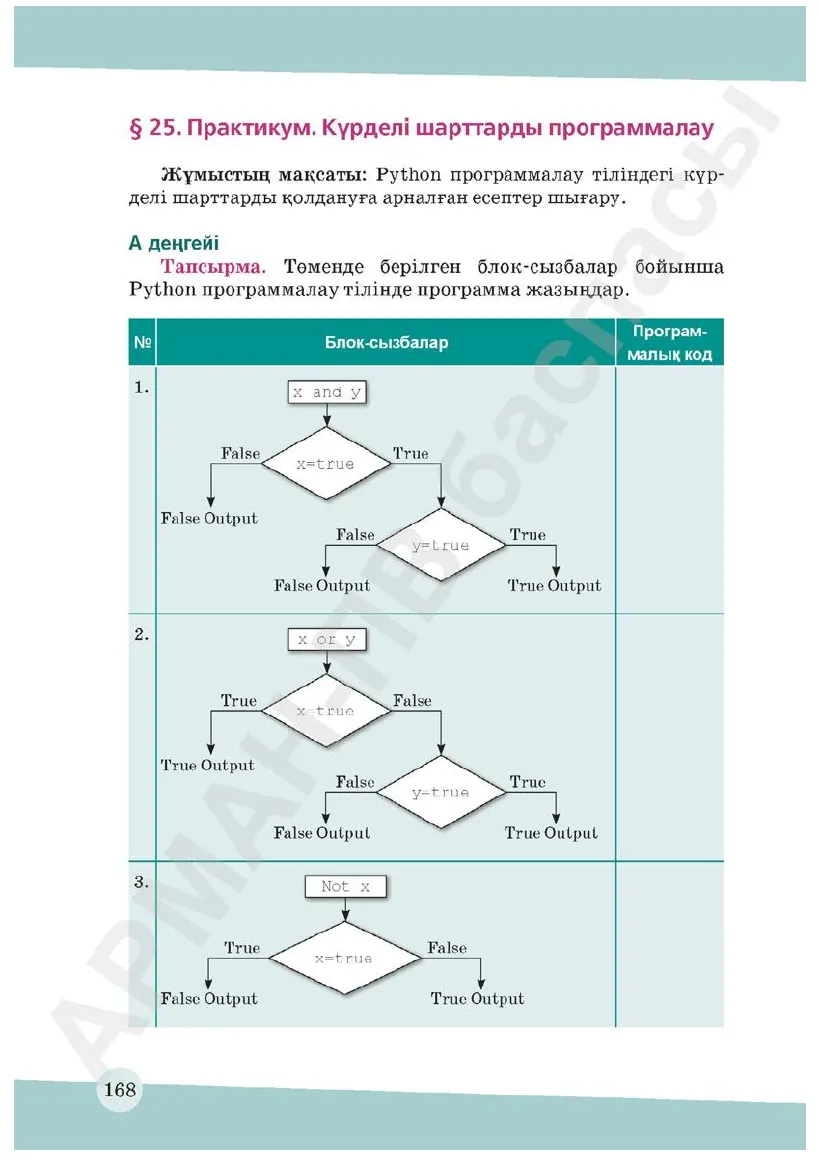 § 25. Практикум. Күрделі шарттарды программалау
Жұмыстың мақсаты: Python программалау тіліндегі күр-
делі шарттарды қолдануға арналған есептер шығару.
А деңгейі
Тапсырма. Төменде берілген блок-сызбалар бойынша
Python программалау тілінде программа жазыңдар.
№ Блок-сызбалар Програм-
малық код
1.
x and y
False x=true True
False Output
False y=true True
False Output True Output
2.
x or y
True x=true False
True Output
False y=true True
False Output True Output
3.
Not x
True x=true False
False Output True Output
168
АРМАН-ПВ баспасы